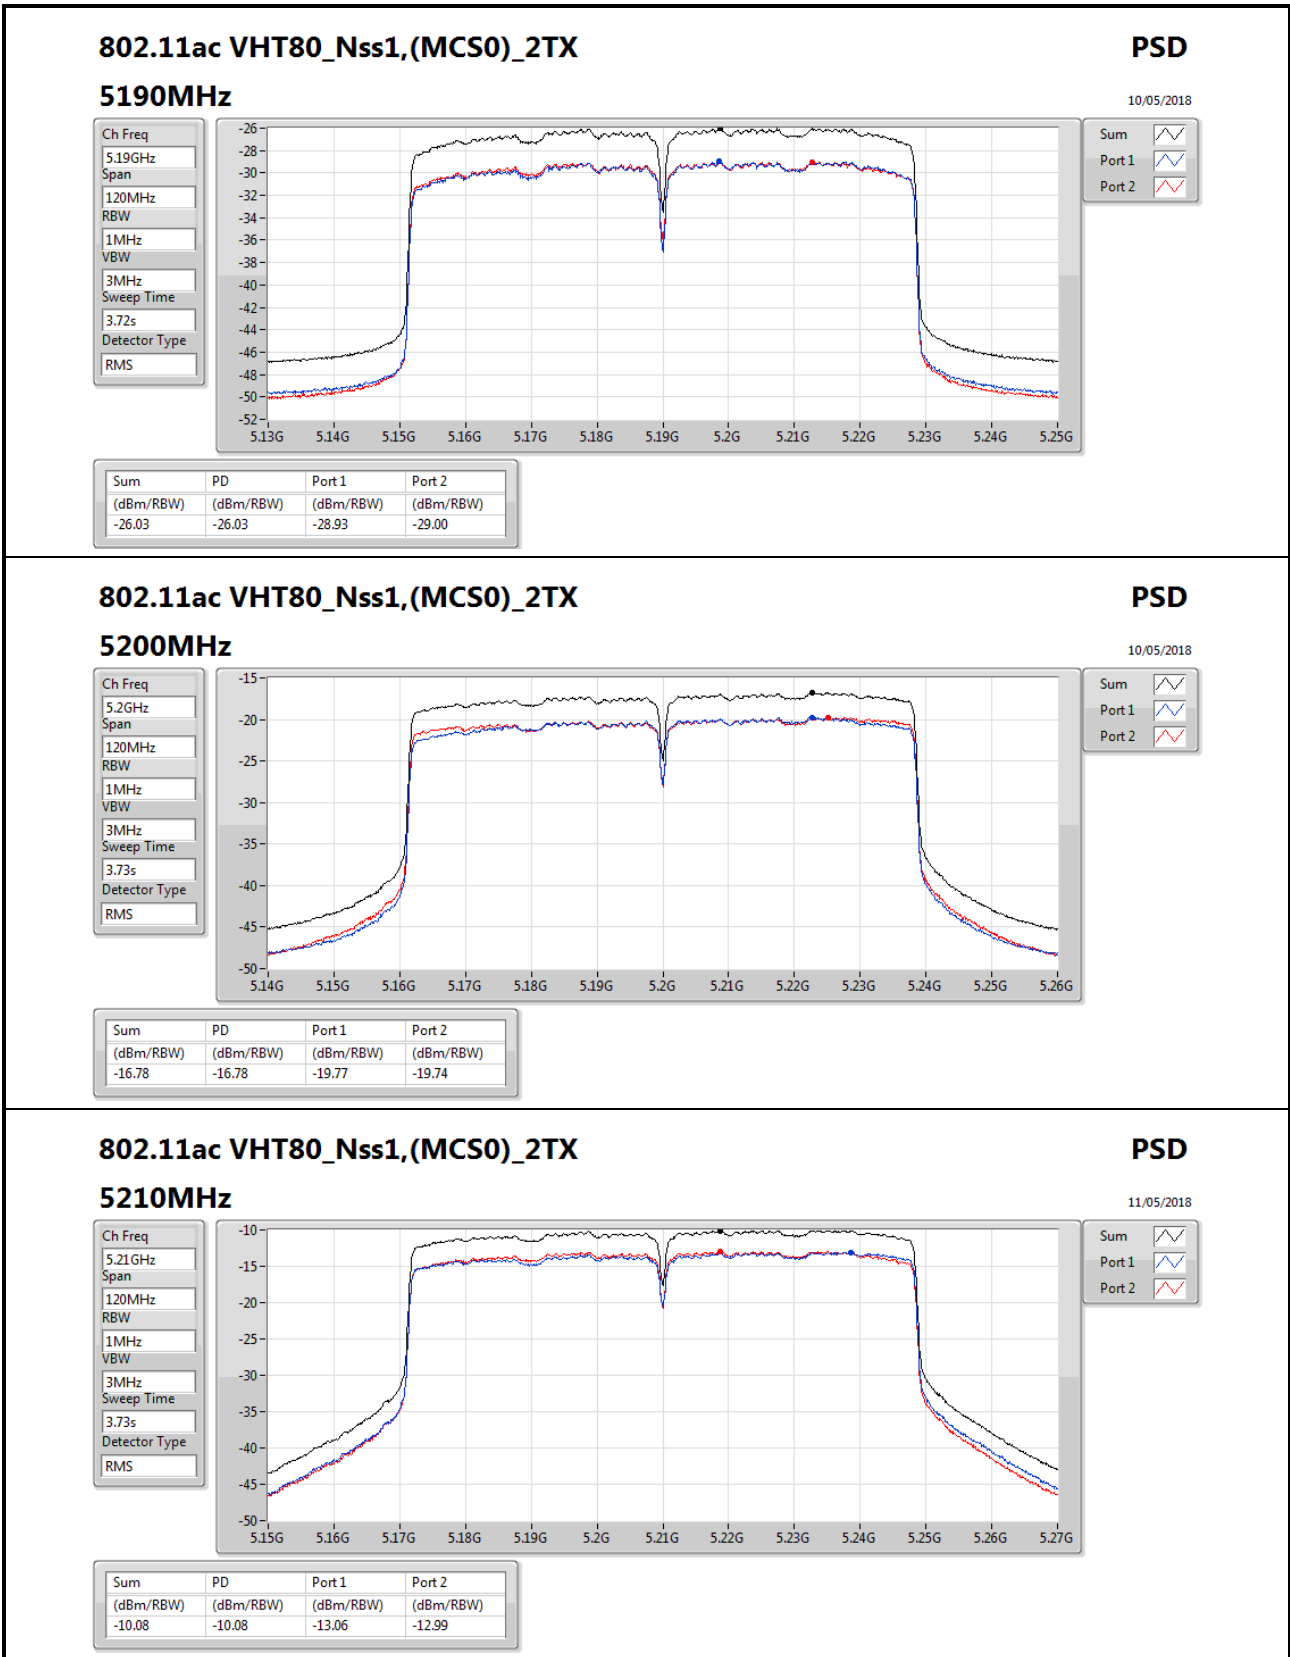 802.11ac VHT80_Nss1,(MCS0)_2TX PSD
5190MHz 10/05/2018
Ch Freq
5.19GHz
Span
120MHz
RBW
1MHz
VBW
3MHz
Sweep Time
3.72s
Detector Type
RMS
-26
-28
-30
-32
-34
-36
-38
-40
-42
-44
-46
-48
-50
-52
5.13G 5.14G 5.15G 5.16G 5.17G 5.18G 5.19G 5.2G 5.21G 5.22G 5.23G 5.24G 5.25G
Sum
Port 1
Port 2
Sum PD Port 1 Port 2
(dBm/RBW) (dBm/RBW) (dBm/RBW) (dBm/RBW)
-26.03 -26.03 -28.93 -29.00
802.11ac VHT80_Nss1,(MCS0)_2TX PSD
5200MHz 10/05/2018
Ch Freq
5.2GHz
Span
120MHz
RBW
1MHz
VBW
3MHz
Sweep Time
3.73s
Detector Type
RMS
-15
-20
-25
-30
-35
-40
-45
-50
5.14G 5.15G 5.16G 5.17G 5.18G 5.19G 5.2G 5.21G 5.22G 5.23G 5.24G 5.25G 5.26G
Sum
Port 1
Port 2
Sum PD Port 1 Port 2
(dBm/RBW) (dBm/RBW) (dBm/RBW) (dBm/RBW)
-16.78 -16.78 -19.77 -19.74
802.11ac VHT80_Nss1,(MCS0)_2TX PSD
5210MHz 11/05/2018
Ch Freq
5.21GHz
Span
120MHz
RBW
1MHz
VBW
3MHz
Sweep Time
3.73s
Detector Type
RMS
-10
-15
-20
-25
-30
-35
-40
-45
-50
5.15G 5.16G 5.17G 5.18G 5.19G 5.2G 5.21G 5.22G 5.23G 5.24G 5.25G 5.26G 5.27G
Sum
Port 1
Port 2
Sum PD Port 1 Port 2
(dBm/RBW) (dBm/RBW) (dBm/RBW) (dBm/RBW)
-10.08 -10.08 -13.06 -12.99